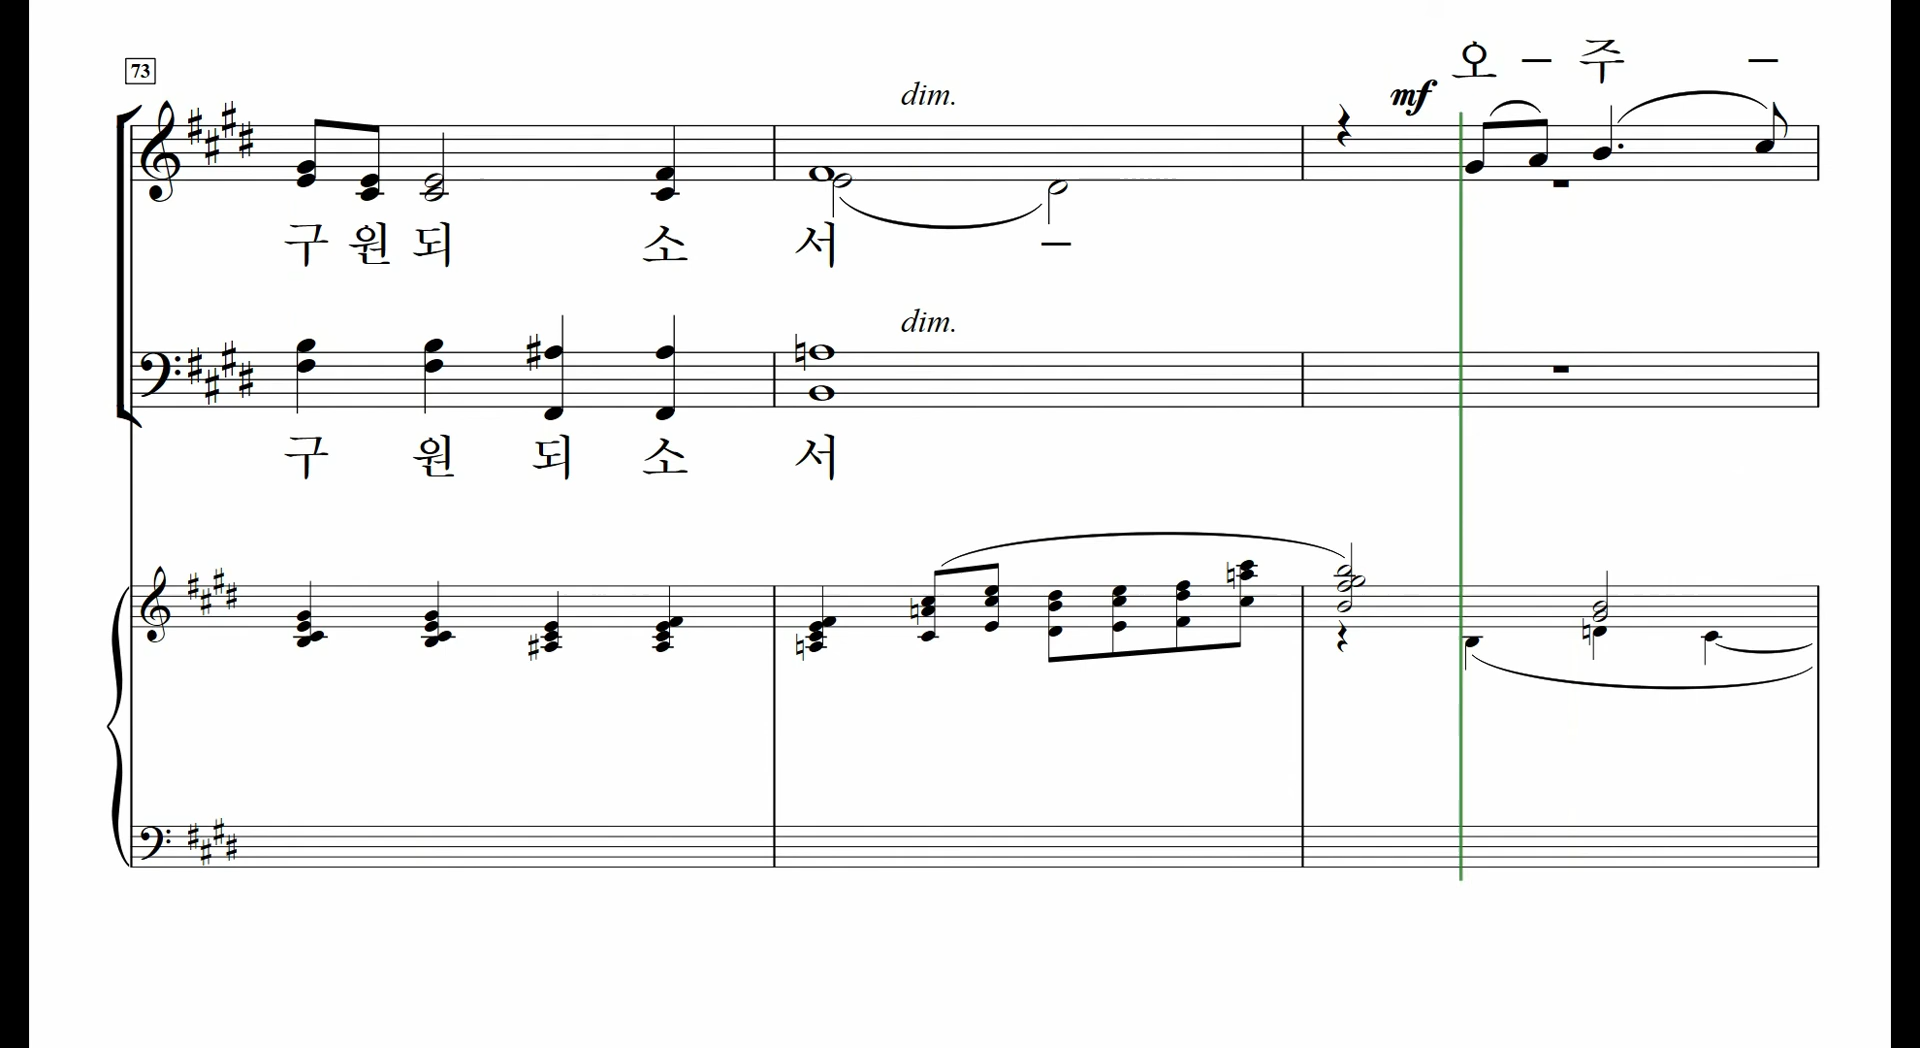 오 – 주 –
73
dim.
mf
구 원 되 소 서 –
dim.
구 원 되 소 서